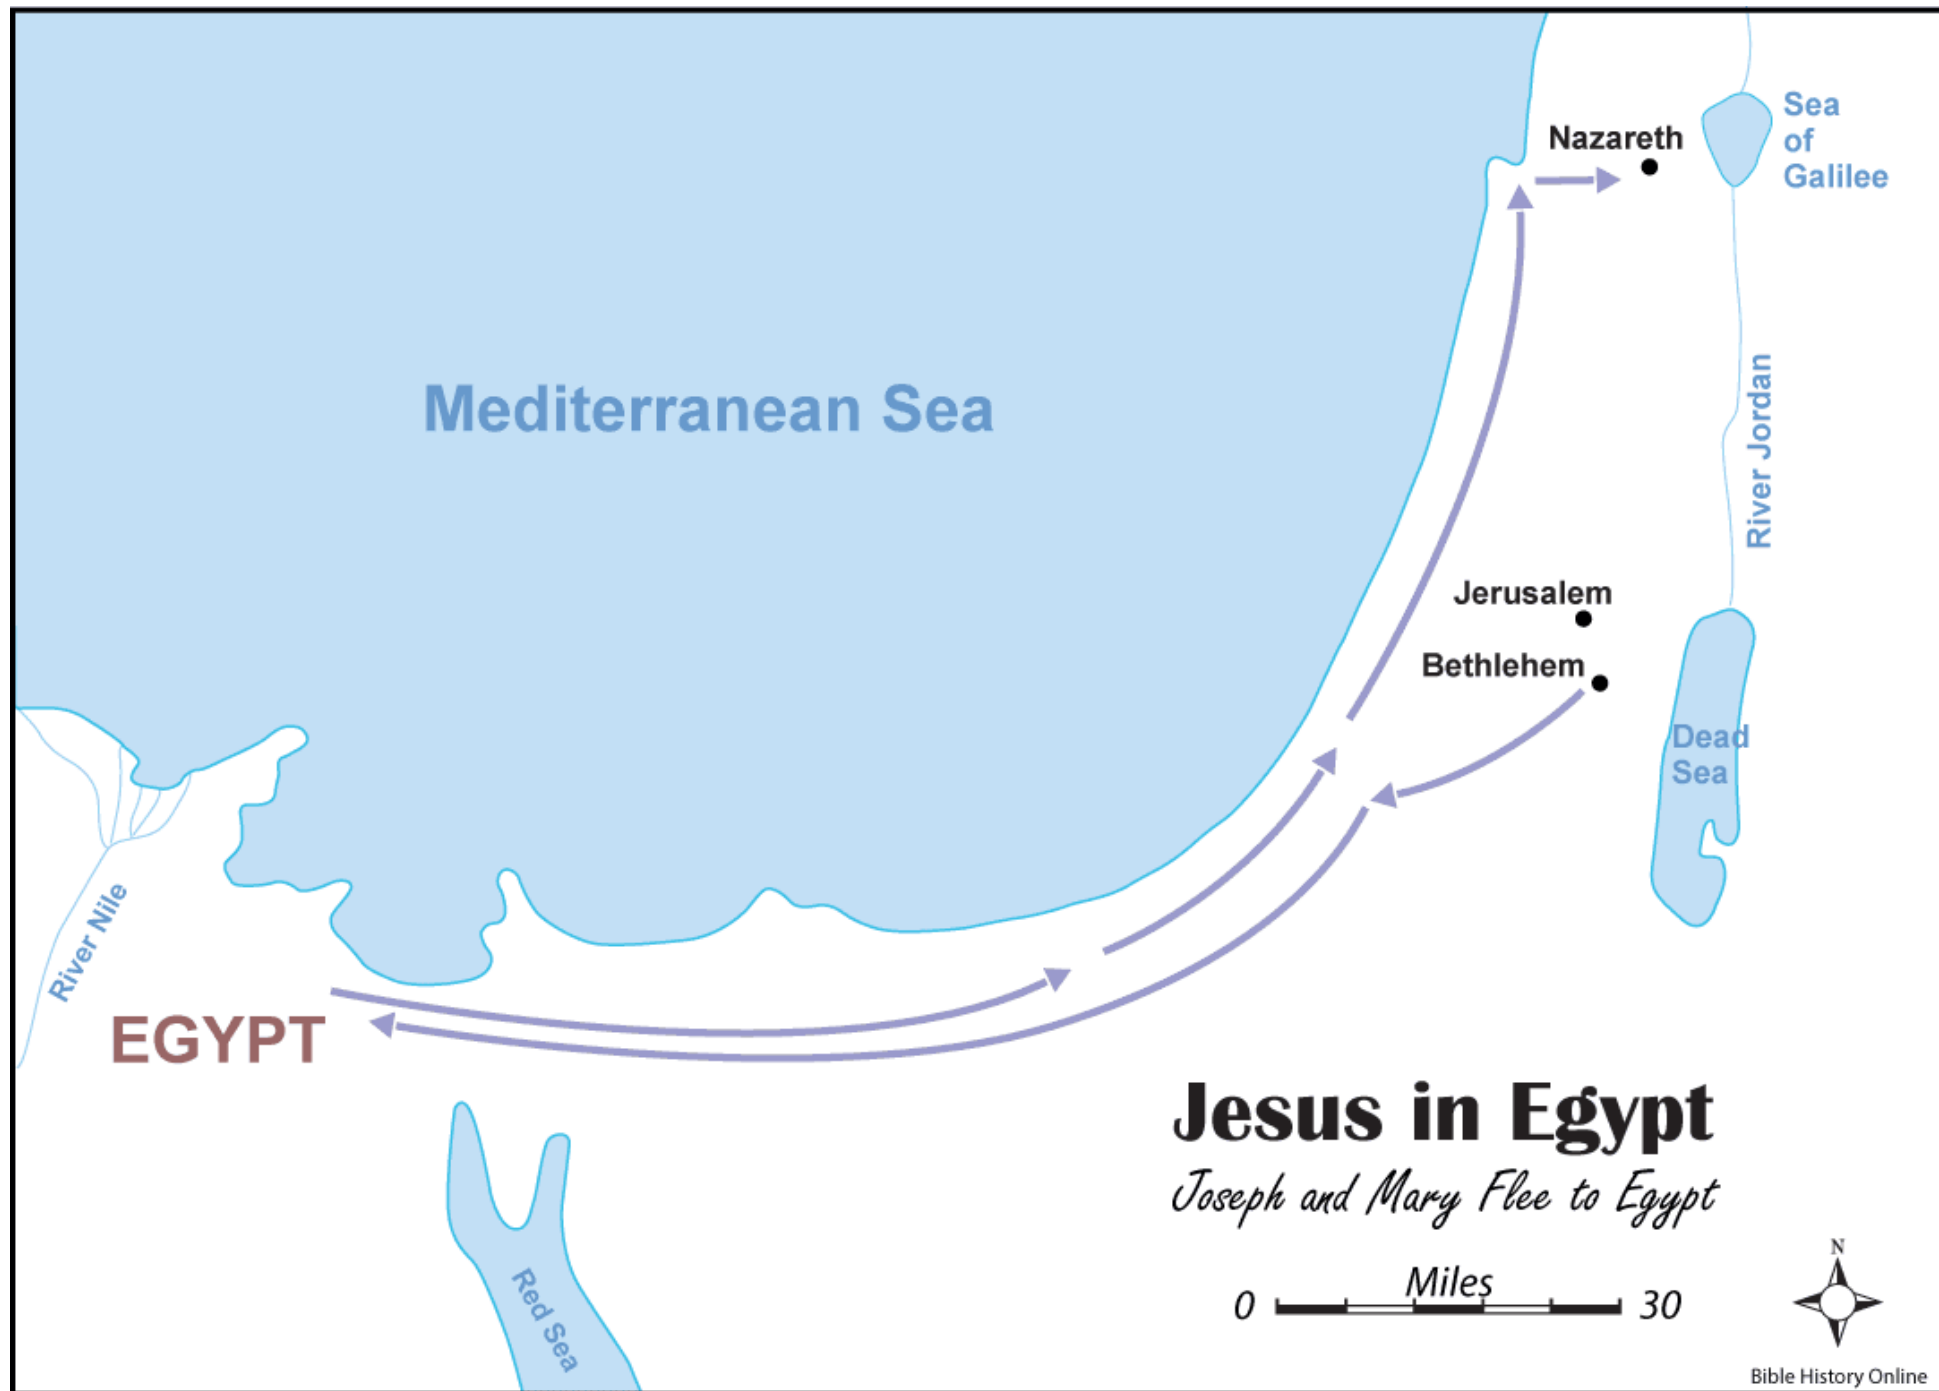 Sea
of
Galilee
Nazareth
Mediterranean Sea
River Jordan
Jerusalem
Bethlehem
Dead
Sea
River Nile
EGYPT
Jesus in Egypt
Joseph and Mary Flee to Egypt
Miles
0 30
N
Red Sea
Bible History Online